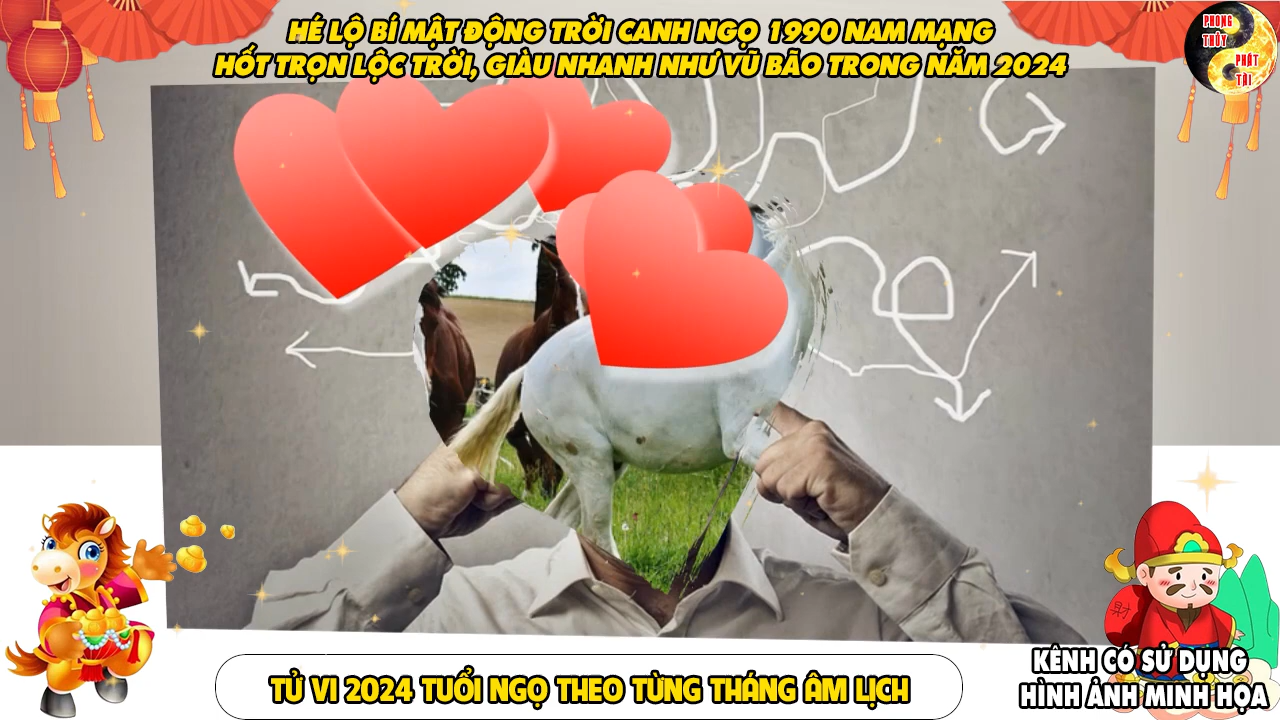 HÉ LỘ BÍ MẬT ĐỘNG TRỜI CANH NGỌ 1990 NAM MẠNG
HỐT TRỌN LỘC TRỜI, GIÀU NHANH NHƯ VŨ BÃO TRONG NĂM 2024
PHONG
THỦY
PHÁT
TÀI
財
TỬ VI 2024 TUỔI NGỌ THEO TỪNG THÁNG ÂM LỊCH
KÊNH CÓ SỬ DỤNG
HÌNH ẢNH MINH HỌA